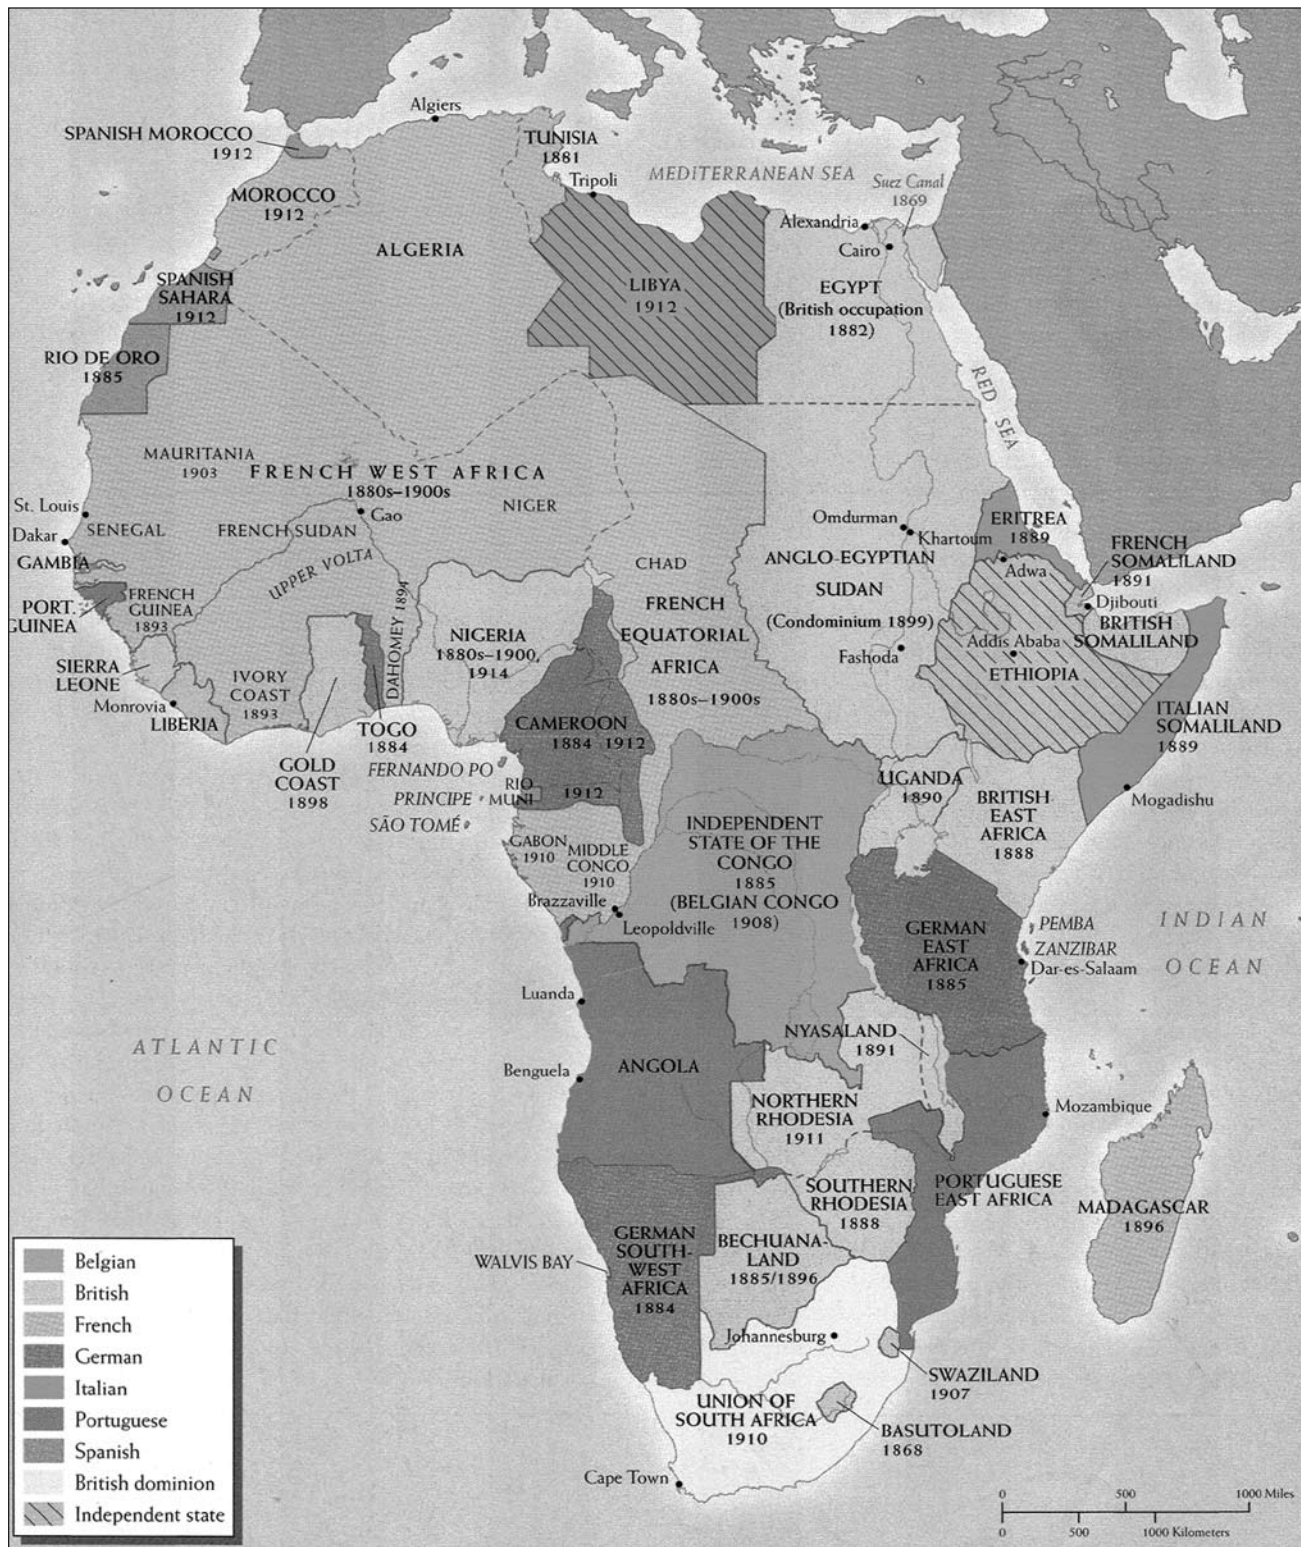 Algiers
SPANISH MOROCCO
1912
TUNISIA
1881
Tripoli
MEDITERRANEAN SEA
Suez Canal
1869
MOROCCO
1912
Alexandria
Cairo
ALGERIA
SPANISH
SAHARA
1912
LIBYA
1912
EGYPT
(British occupation
1882)
RIO DE ORO
1885
RED SEA
MAURITANIA
1903
FRENCH WEST AFRICA
1880s–1900s
St. Louis
SENEGAL
FRENCH SUDAN
Gao
NIGER
Dakar
GAMBIA
UPPER VOLTA
CHAD
Omdurman
Khartoum
ERITREA
1889
ANGLO-EGYPTIAN
SUDAN
(Condominium 1899)
Adwa
FRENCH
SOMALILAND
1891
Djibouti
PORT.
GUINEA
FRENCH
GUINEA
1893
DAHOMEY 1894
NIGERIA
1880s–1900,
1914
FRENCH
EQUATORIAL
AFRICA
1880s–1900s
Fashoda
Addis Ababa
ETHIOPIA
BRITISH
SOMALILAND
SIERRA
LEONE
IVORY
COAST
1893
Monrovia
LIBERIA
TOGO
1884
GOLD
COAST
1898
CAMEROON
1884 1912
ITALIAN
SOMALILAND
1889
FERNANDO PO
PRINCIPE
SÃO TOMÉ
RIO
MUNI
1912
UGANDA
1890
BRITISH
EAST
AFRICA
1888
Mogadishu
GABON
1910
MIDDLE
CONGO
1910
INDEPENDENT
STATE OF THE
CONGO
1885
(BELGIAN CONGO
1908)
Brazzaville
Leopoldville
GERMAN
EAST
AFRICA
1885
PEMBA
ZANZIBAR
Dar-es-Salaam
INDIAN
OCEAN
Luanda
ATLANTIC
OCEAN
Benguela
ANGOLA
NYASALAND
1891
NORTHERN
RHODESIA
1911
Mozambique
SOUTHERN
RHODESIA
1888
PORTUGUESE
EAST AFRICA
MADAGASCAR
1896
WALVIS BAY
GERMAN
SOUTH-
WEST
AFRICA
1884
BECHUANA-
LAND
1885/1896
Johannesburg
SWAZILAND
1907
UNION OF
SOUTH AFRICA
1910
BASUTOLAND
1868
Cape Town
Belgian
British
French
German
Italian
Portuguese
Spanish
British dominion
Independent state
0 500 1000 Miles
0 500 1000 Kilometers